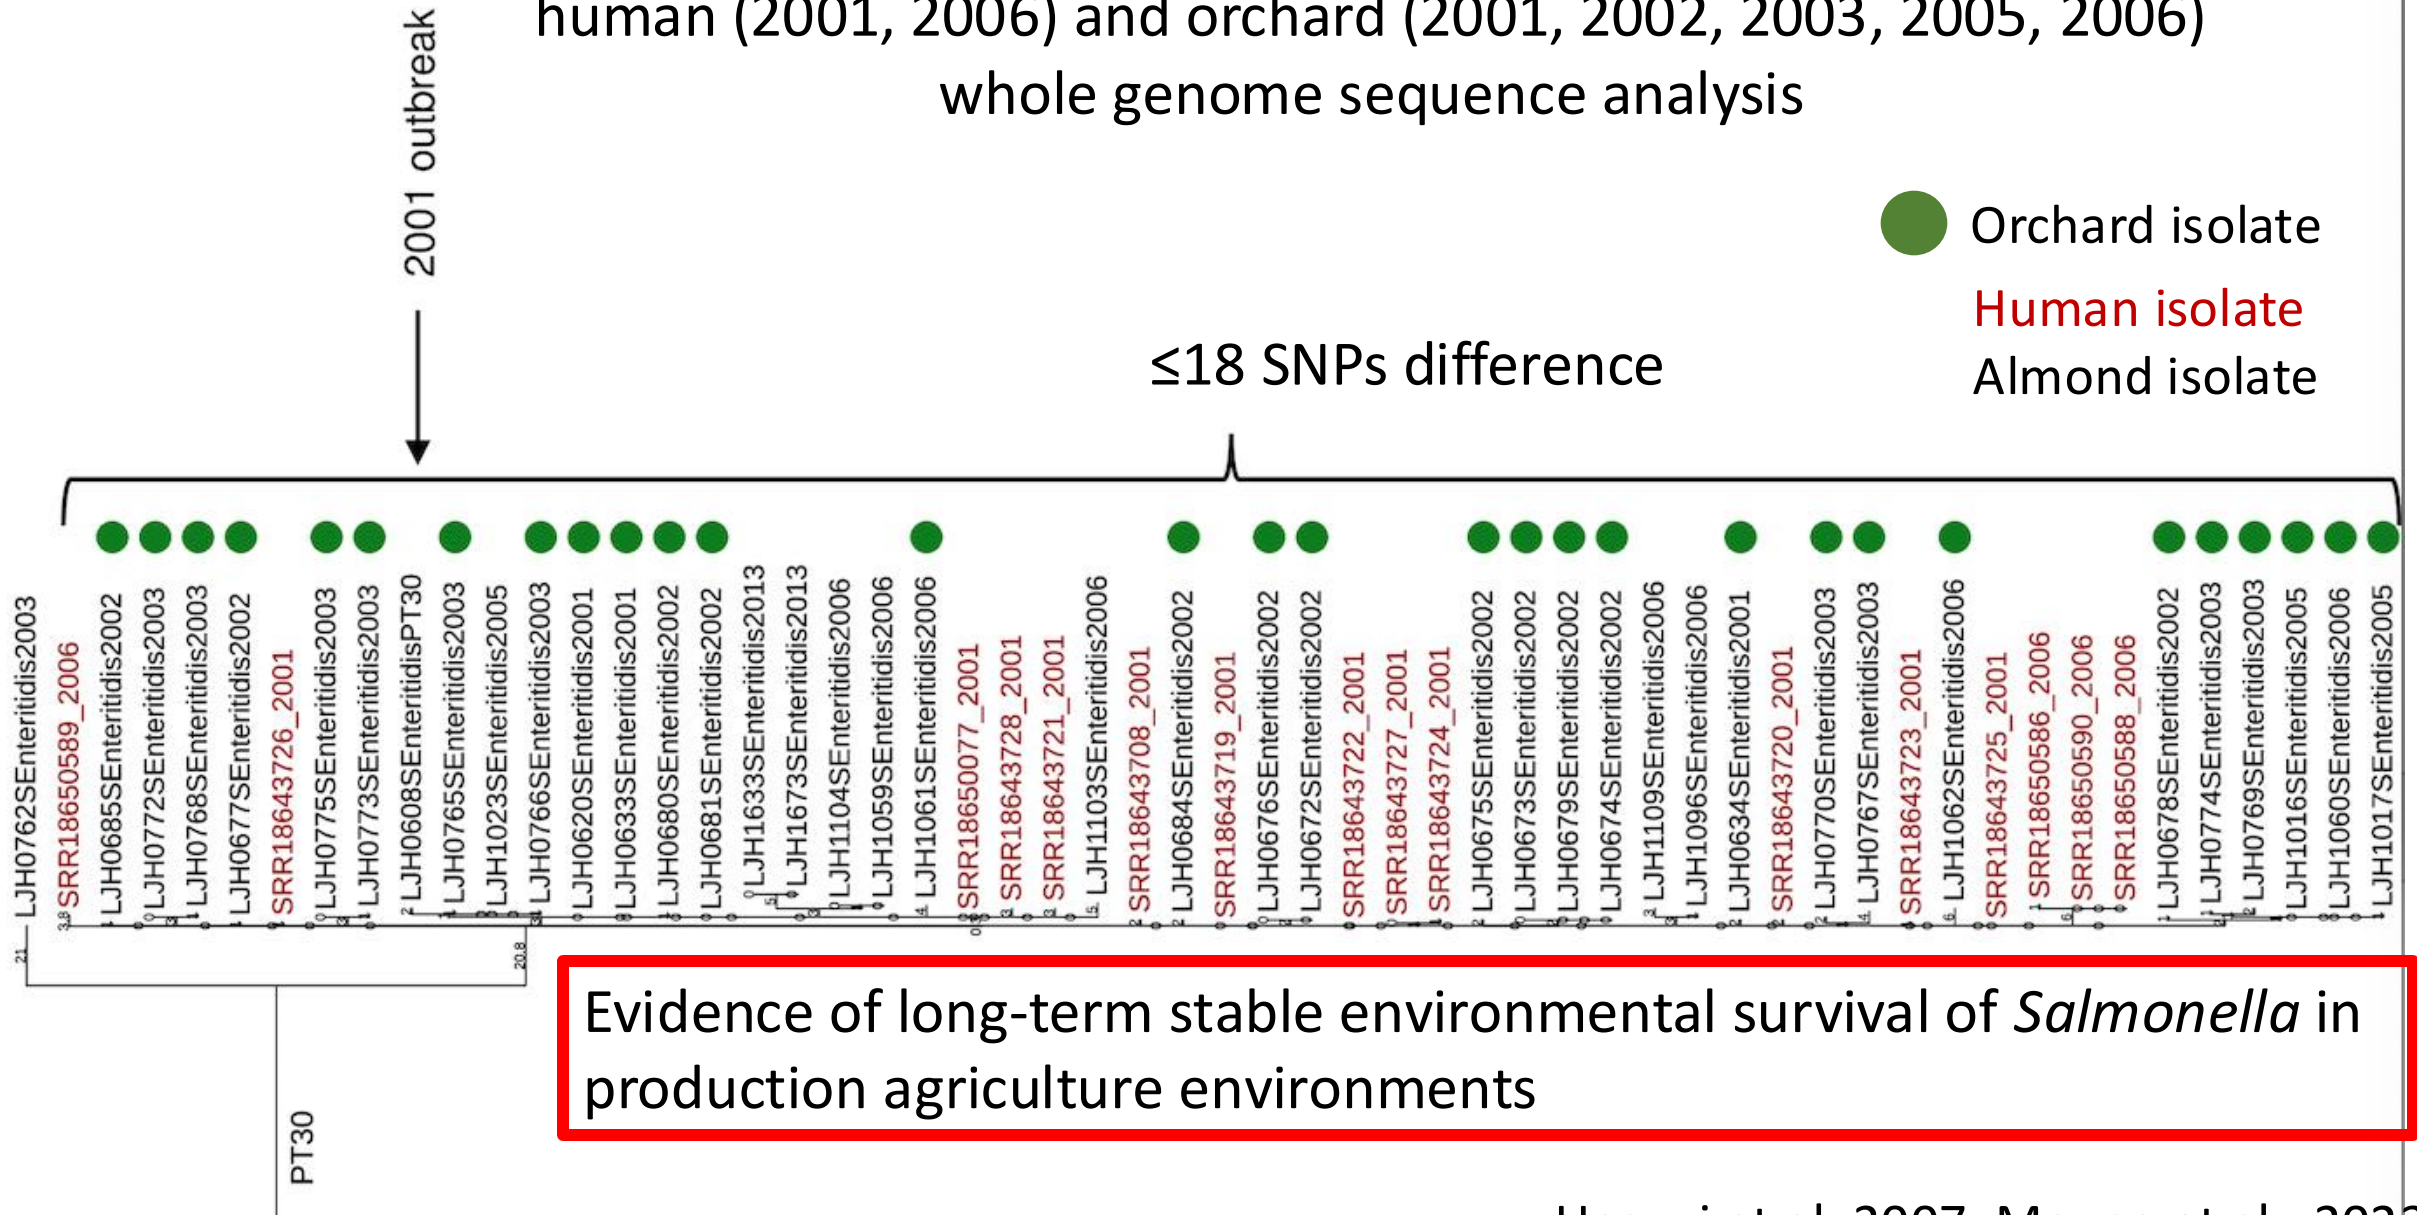 human (2001, 2006) and orchard (2001, 2002, 2003, 2005, 2006)
whole genome sequence analysis
2001 outbreak
Orchard isolate
Human isolate
Almond isolate
≤18 SNPs difference
LJH0762SEnteritidis2003
SRR18650589_2006
LJH0685SEnteritidis2002
LJH0772SEnteritidis2003
LJH0768SEnteritidis2003
LJH0677SEnteritidis2002
SRR18643726_2001
LJH0775SEnteritidis2003
LJH0773SEnteritidis2003
LJH0608SEnteritidisPT30
LJH0765SEnteritidis2003
LJH1023SEnteritidis2005
LJH0766SEnteritidis2003
LJH0620SEnteritidis2001
LJH0633SEnteritidis2001
LJH0680SEnteritidis2002
LJH0681SEnteritidis2002
LJH1633SEnteritidis2013
LJH1673SEnteritidis2013
LJH1104SEnteritidis2006
LJH1059SEnteritidis2006
LJH1061SEnteritidis2006
SRR18650077_2001
SRR18643728_2001
SRR18643721_2001
LJH1103SEnteritidis2006
SRR18643708_2001
LJH0684SEnteritidis2002
SRR18643719_2001
LJH0676SEnteritidis2002
LJH0672SEnteritidis2002
SRR18643722_2001
SRR18643727_2001
SRR18643724_2001
LJH0675SEnteritidis2002
LJH0673SEnteritidis2002
LJH0679SEnteritidis2002
LJH0674SEnteritidis2002
LJH1109SEnteritidis2006
LJH1096SEnteritidis2006
LJH0634SEnteritidis2001
SRR18643720_2001
LJH0770SEnteritidis2003
LJH0767SEnteritidis2003
SRR18643723_2001
LJH1062SEnteritidis2006
SRR18643725_2001
SRR18650586_2006
SRR18650590_2006
SRR18650588_2006
LJH0678SEnteritidis2002
LJH0774SEnteritidis2003
LJH0769SEnteritidis2003
LJH1016SEnteritidis2005
LJH1060SEnteritidis2006
LJH1017SEnteritidis2005
21
20.8
Evidence of long-term stable environmental survival of Salmonella in
production agriculture environments
PT30